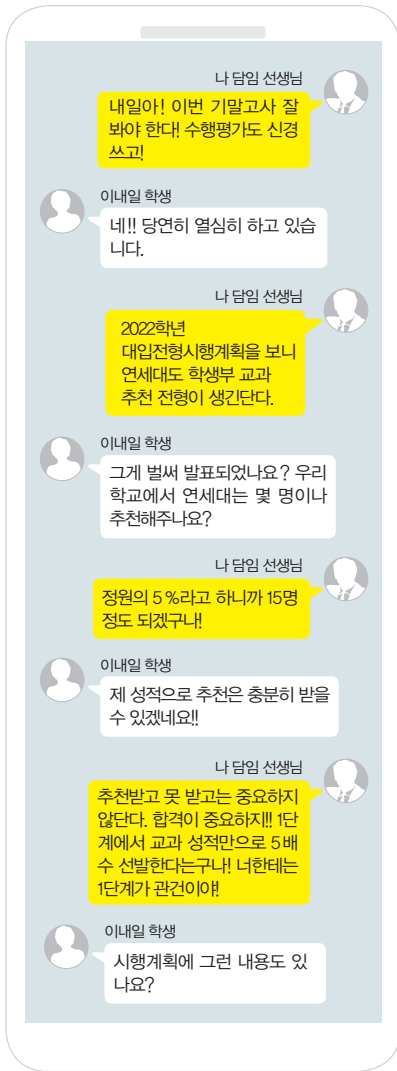 나 담임 선생님
내일아! 이번 기말고사 잘
봐야 한다! 수행평가도 신경
쓰고!
이내일 학생
네!! 당연히 열심히 하고 있습
니다.
나 담임 선생님
2022학년
대입전형시행계획을 보니
연세대도 학생부 교과
추천 전형이 생긴단다.
이내일 학생
그게 벌써 발표되었나요? 우리
학교에서 연세대는 몇 명이나
추천해주나요?
나 담임 선생님
정원의 5%라고 하니까 15명
정도 되겠구나!
이내일 학생
제 성적으로 추천은 충분히 받을
수 있겠네요!!
나 담임 선생님
추천받고 못 받고는 중요하지
않단다. 합격이 중요하지!! 1단
계에서 교과 성적만으로 5배
수 선발한다는구나! 너한테는
1단계가 관건이야!
이내일 학생
시행계획에 그런 내용도 있
나요?